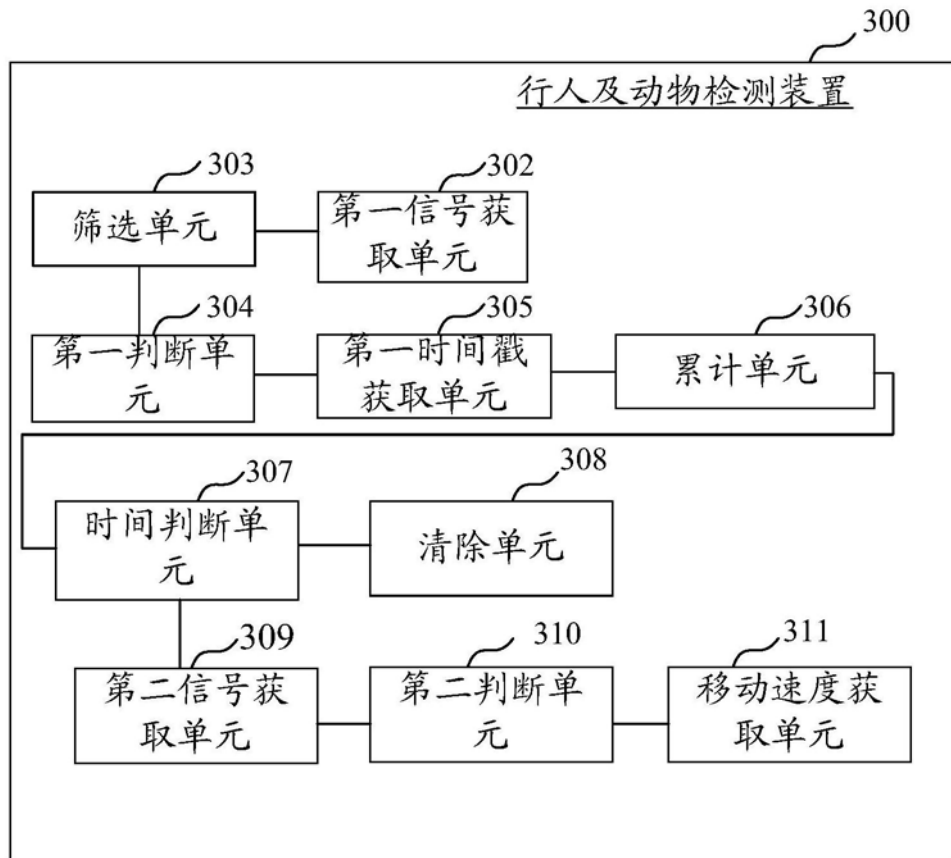 300
行人及动物检测装置
303
302
筛选单元
第一信号获
取单元
304
305
306
第一判断单
元
第一时间戳
获取单元
累计单元
307
308
时间判断单
元
清除单元
309
310
311
第二信号获
取单元
第二判断单
元
移动速度获
取单元